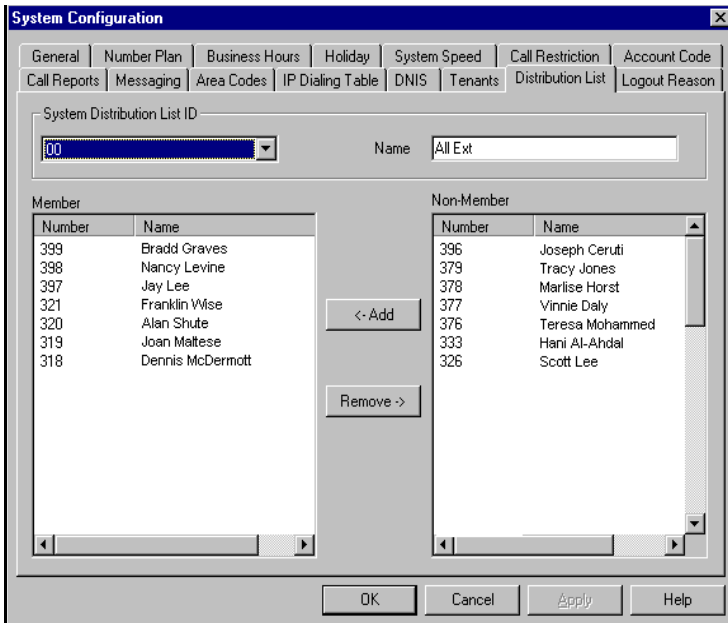 System Configuration
General Number Plan Business Hours Holiday System Speed Call Restriction Account Code
Call Reports Messaging Area Codes IP Dialing Table DNIS Tenants Distribution List Logout Reason
System Distribution List ID
00 Name All Ext
Member
Number Name
399 Bradd Graves
398 Nancy Levine
397 Jay Lee
321 Franklin Wise
320 Alan Shute
319 Joan Maltese
318 Dennis McDermott
<- Add
Remove ->
Non-Member
Number Name
396 Joseph Ceruti
379 Tracy Jones
378 Marlise Horst
377 Vinnie Daly
376 Teresa Mohammed
333 Hani Al-Ahdal
326 Scott Lee
OK Cancel Apply Help